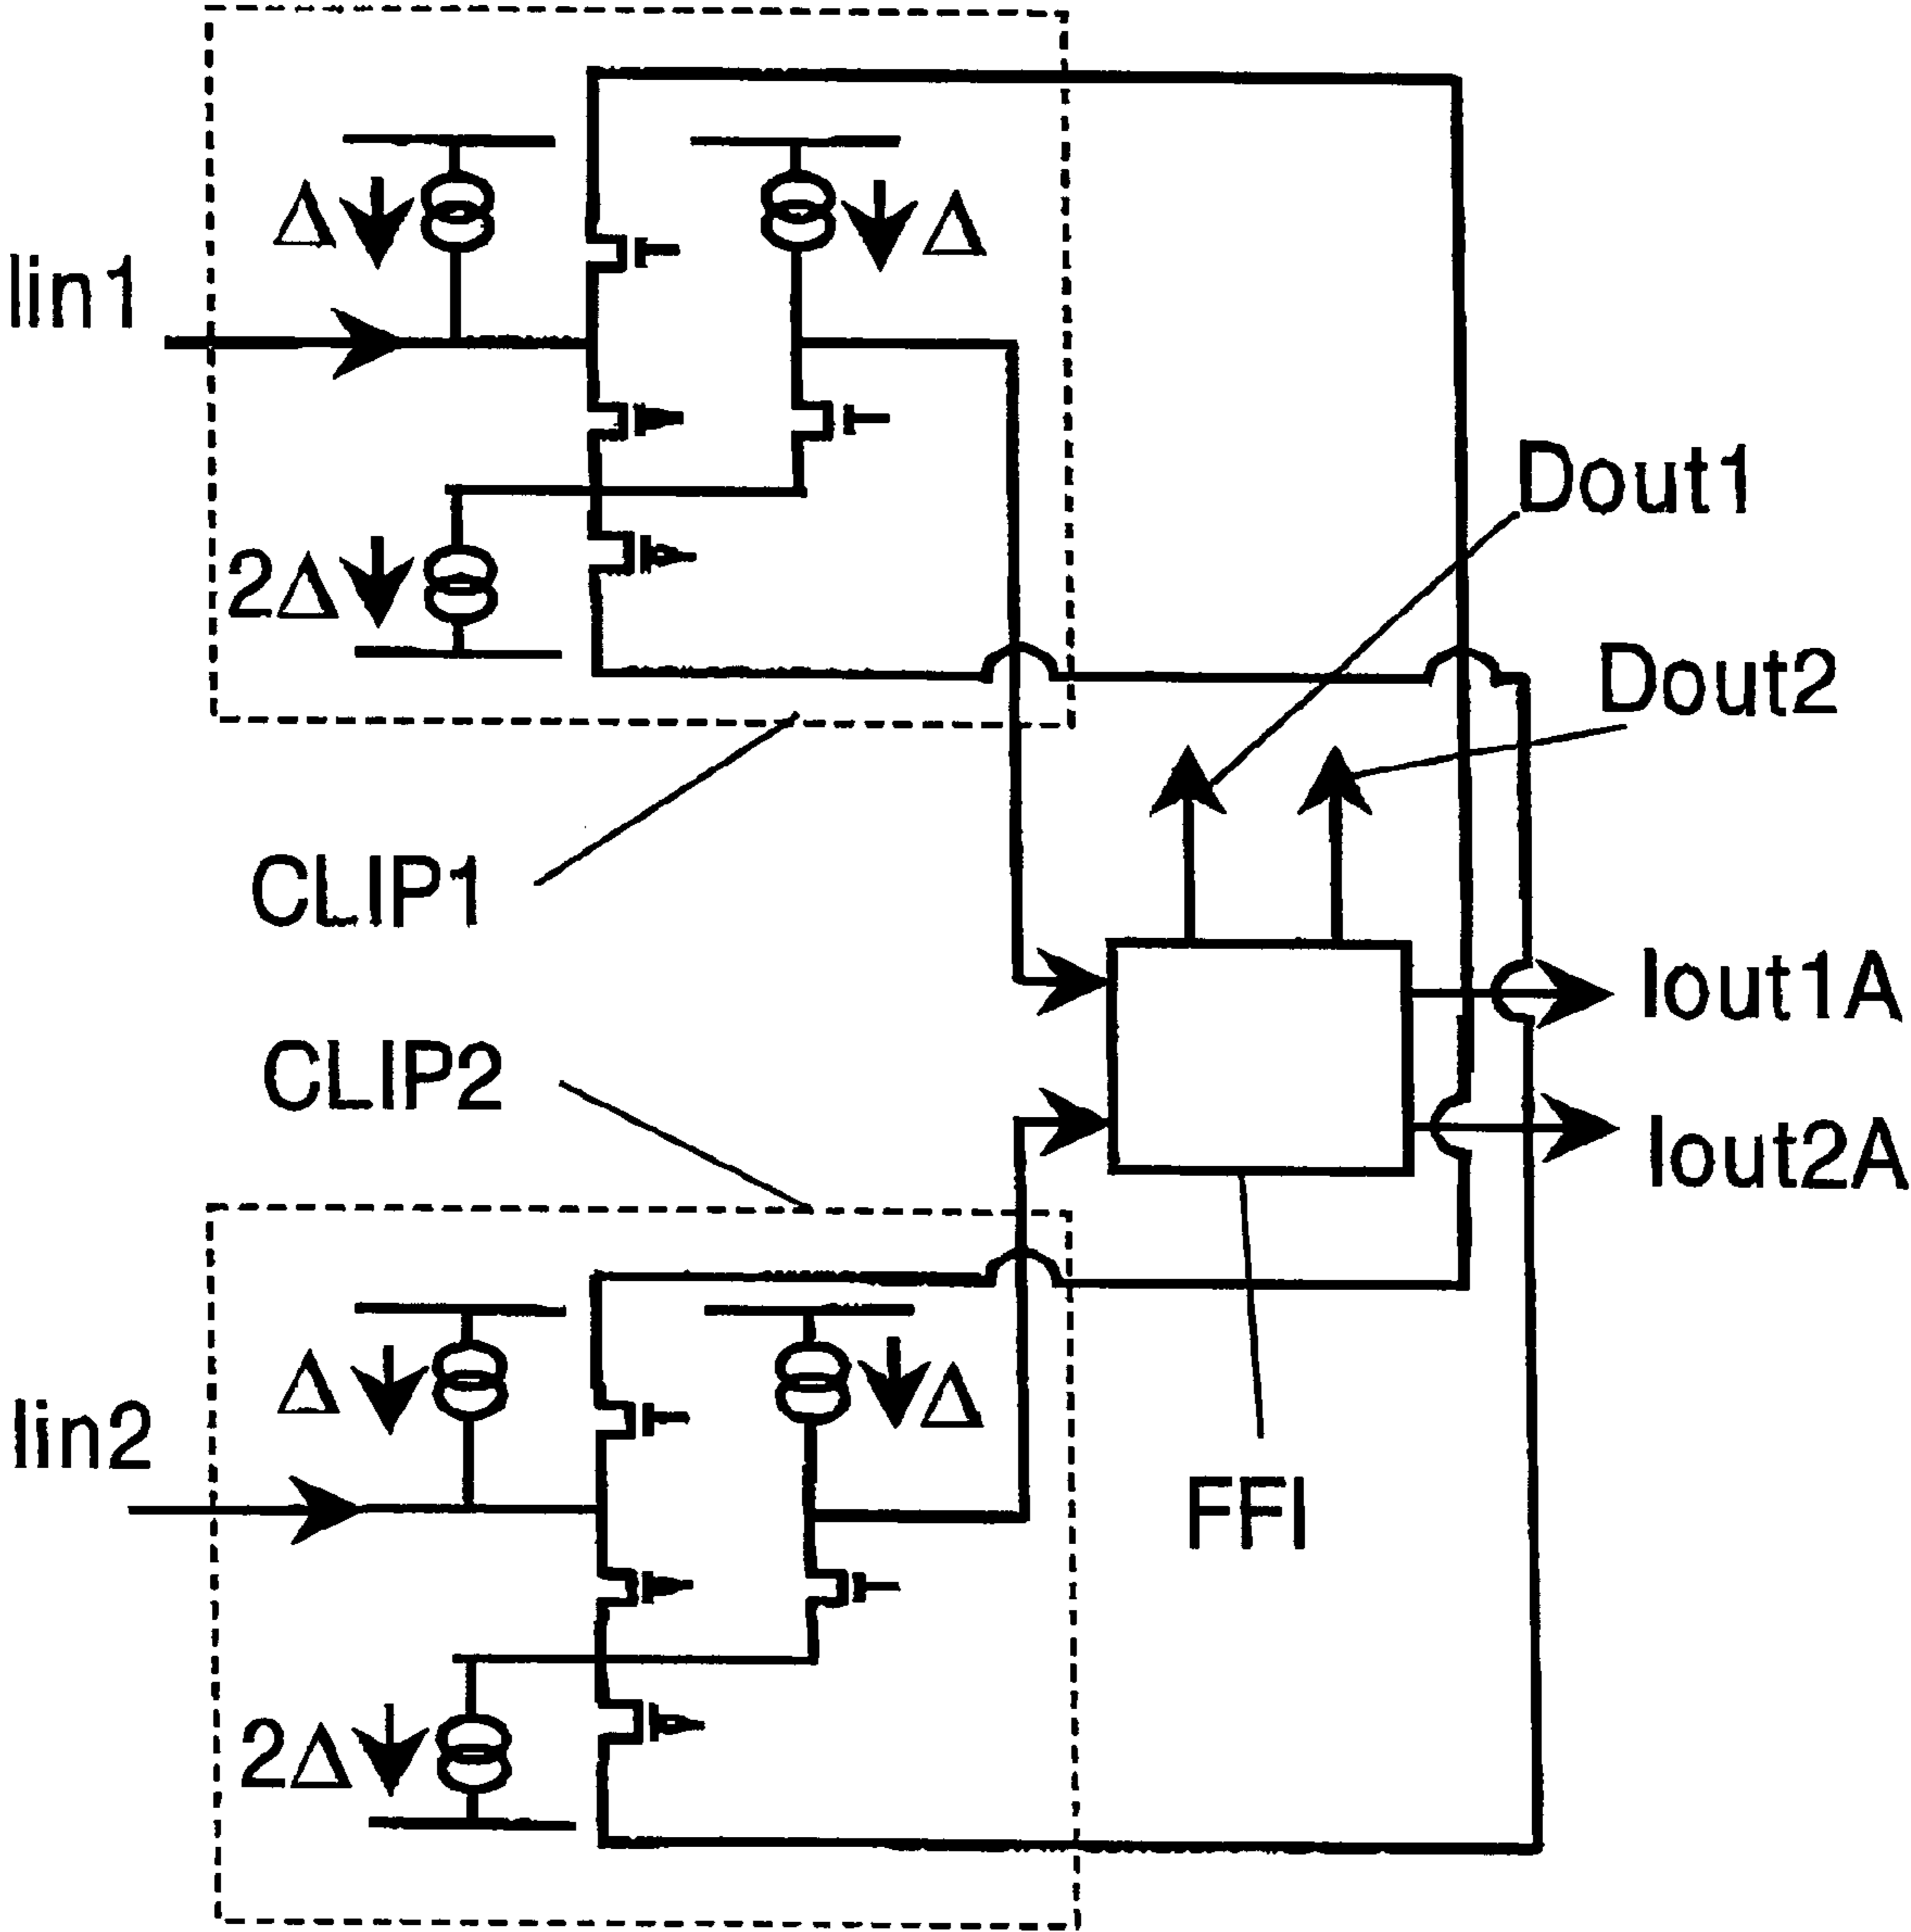 Δ
Δ
Iin1
Dout1
2Δ
Dout2
CLIP1
Iout1A
CLIP2
Iout2A
Δ
Δ
Iin2
FFI
2Δ